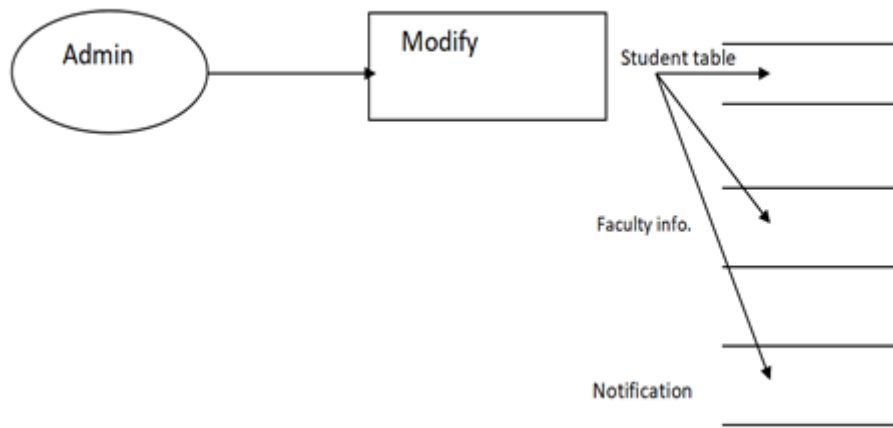 Admin
Modify
Student table
Faculty info.
Notification